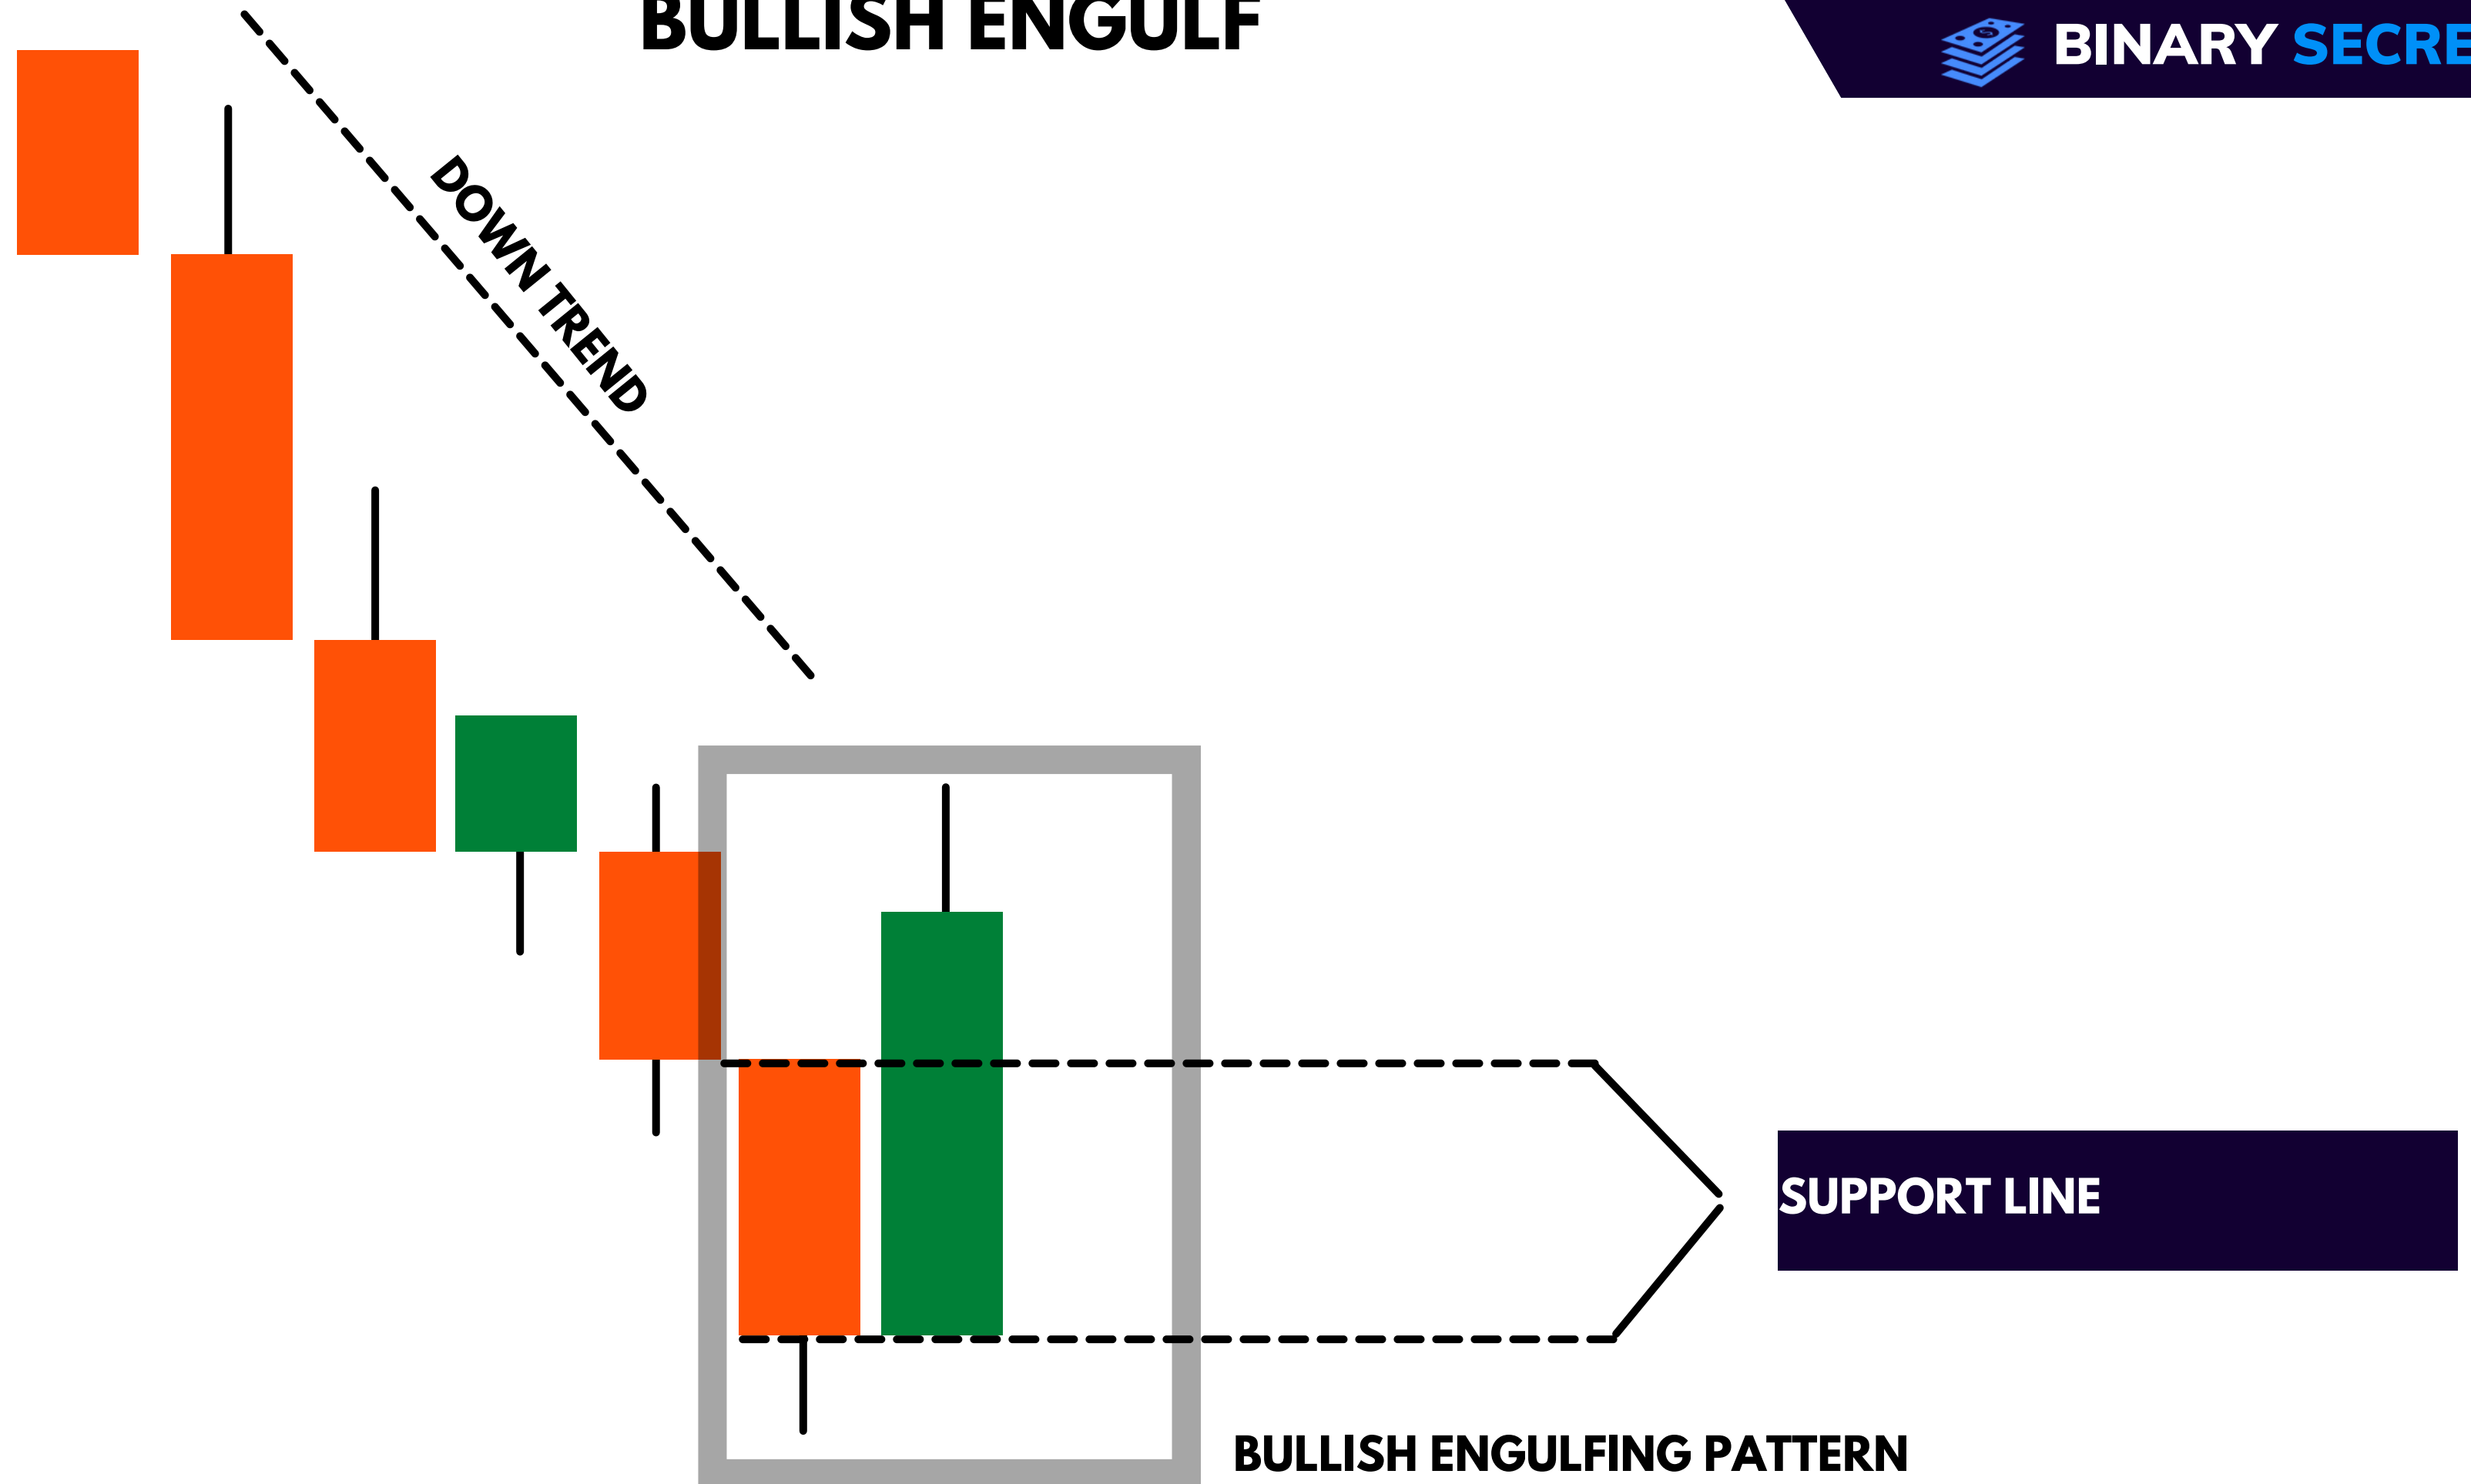 BULLISH ENGULF
BINARY SECRE
DOWN TREND
SUPPORT LINE
BULLISH ENGULFING PATTERN